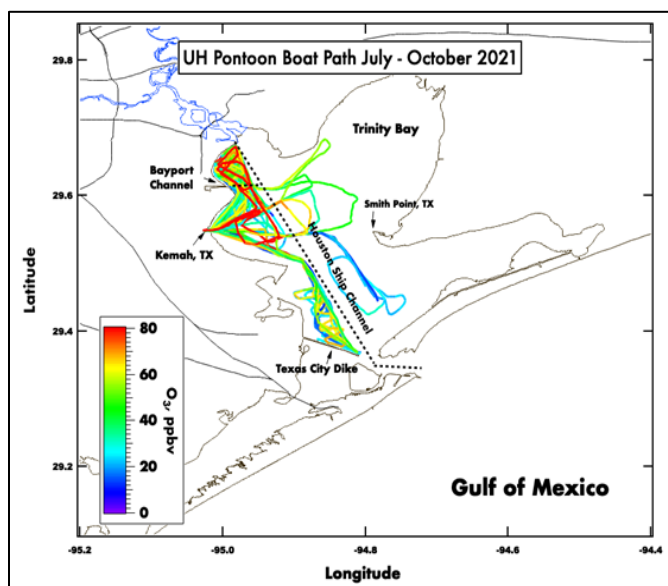 UH Pontoon Boat Path July - October 2021
29.8
Trinity Bay
Bayport
Channel
29.6
Smith Point, TX
Kemah, TX
Houston Ship Channel
Latitude
29.4
80
60
40
20
0
O3, ppbv
Texas City Dike
29.2
Gulf of Mexico
-95.2
-95.0
-94.8
-94.6
-94.4
Longitude